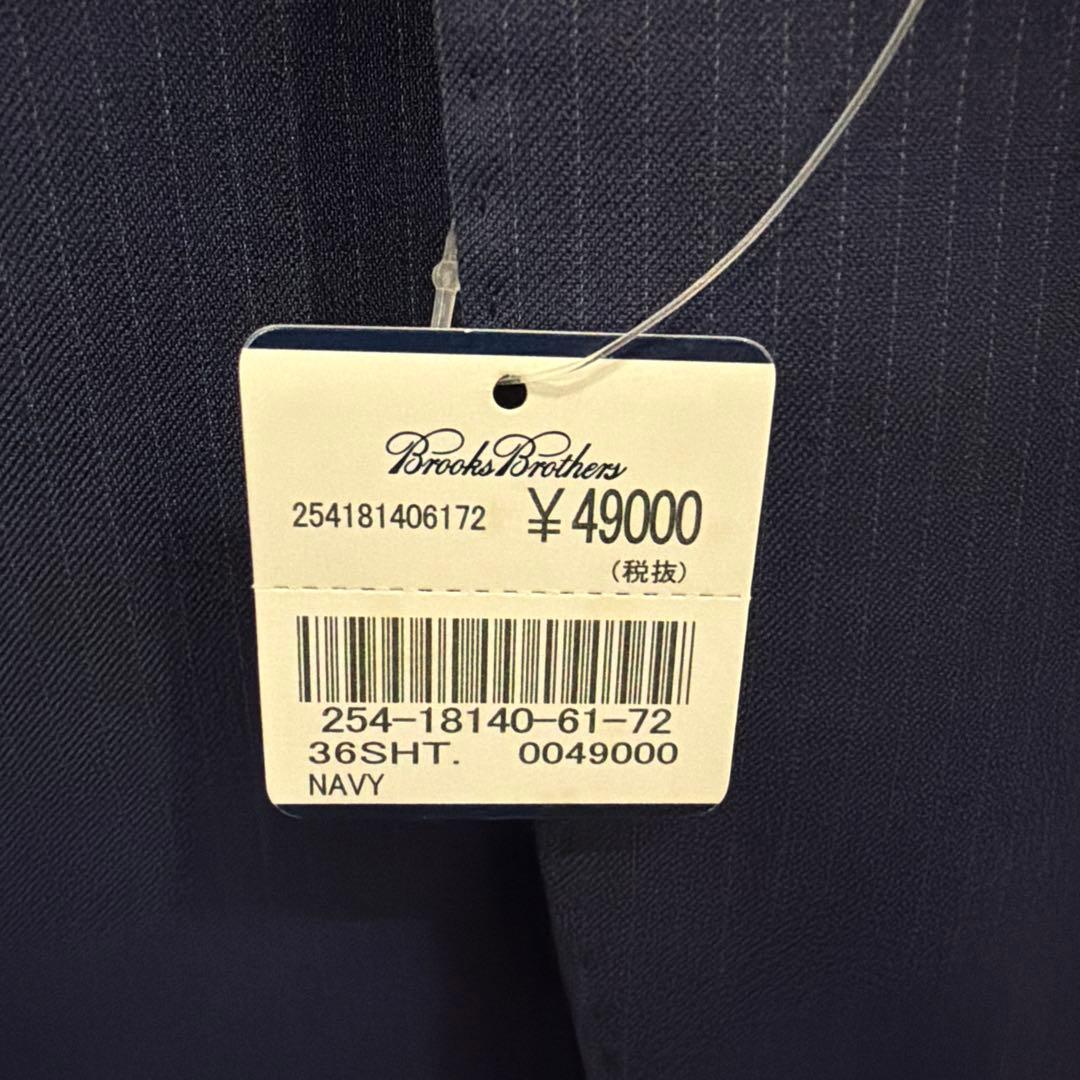 Brooks Brothers
254181406172 ¥49000
(税抜)
254-18140-61-72
36SHT. 0049000
NAVY